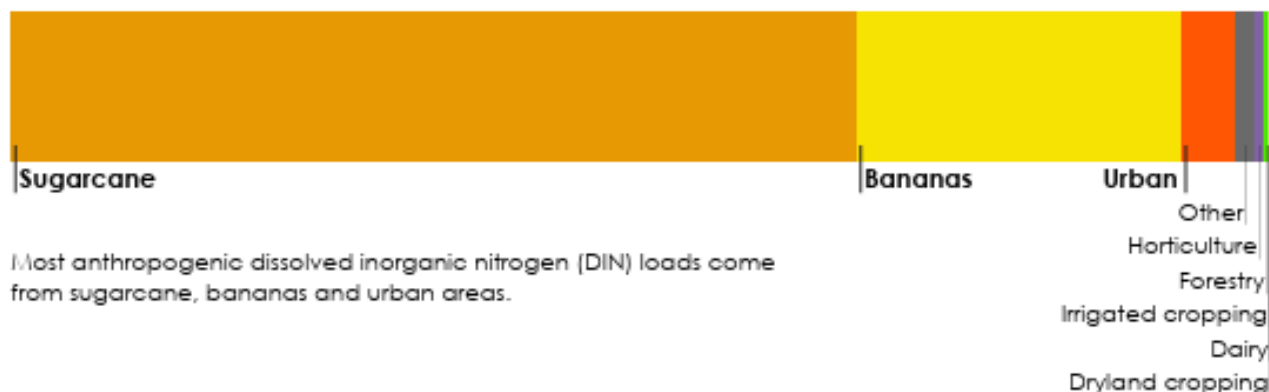 Sugarcane
Bananas
Urban
Other
Horticulture
Most anthropogenic dissolved inorganic nitrogen (DIN) loads come
from sugarcane, bananas and urban areas.
Forestry
Irrigated cropping
Dairy
Dryland cropping